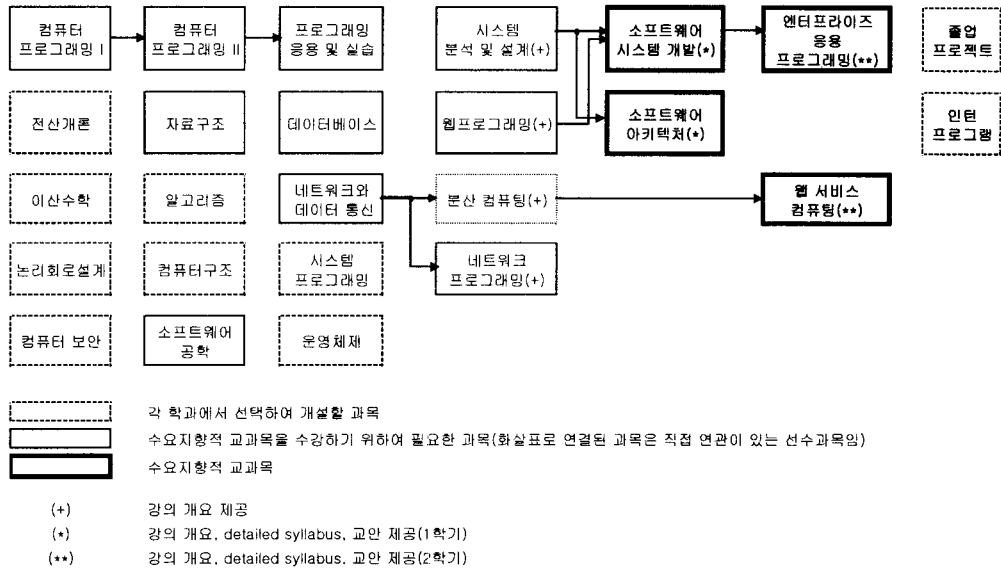 컴퓨터
프로그래밍 I
컴퓨터
프로그래밍 II
프로그래밍
응용 및 실습
시스템
분석 및 설계(+)
소프트웨어
시스템 개발(*)
엔터프라이즈
응용
프로그래밍(**)
졸업
프로젝트
전산개론
자료구조
데이터베이스
웹프로그래밍(+)
소프트웨어
아키텍처(*)
인턴
프로그램
이산수학
알고리즘
네트워크와
데이터 통신
분산 컴퓨팅(+)
웹 서비스
컴퓨팅(**)
논리회로설계
컴퓨터구조
시스템
프로그래밍
네트워크
프로그래밍(+)
컴퓨터 보안
소프트웨어
공학
운영체제
각 학과에서 선택하여 개설할 과목
수요지향적 교과목을 수강하기 위하여 필요한 과목(화살표로 연결된 과목은 직접 연관이 있는 선수과목임)
수요지향적 교과목
(+) 강의 개요 제공
(*) 강의 개요, detailed syllabus, 교안 제공(1학기)
(**) 강의 개요, detailed syllabus, 교안 제공(2학기)